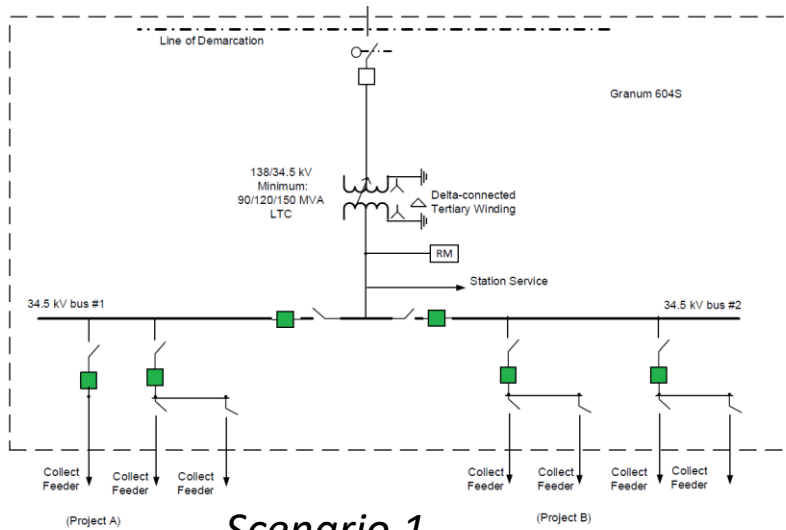 Line of Demarcation
Granum 604S
138/34.5 kV
Minimum:
90/120/150 MVA
LTC
Delta-connected
Tertiary Winding
RM
Station Service
34.5 kV bus #1
34.5 kV bus #2
Collect
Feeder
Collect
Feeder
Collect
Feeder
Collect
Feeder
Collect
Feeder
Collect
Feeder
Collect
Feeder
(Project A)
(Project B)
Scenario 1